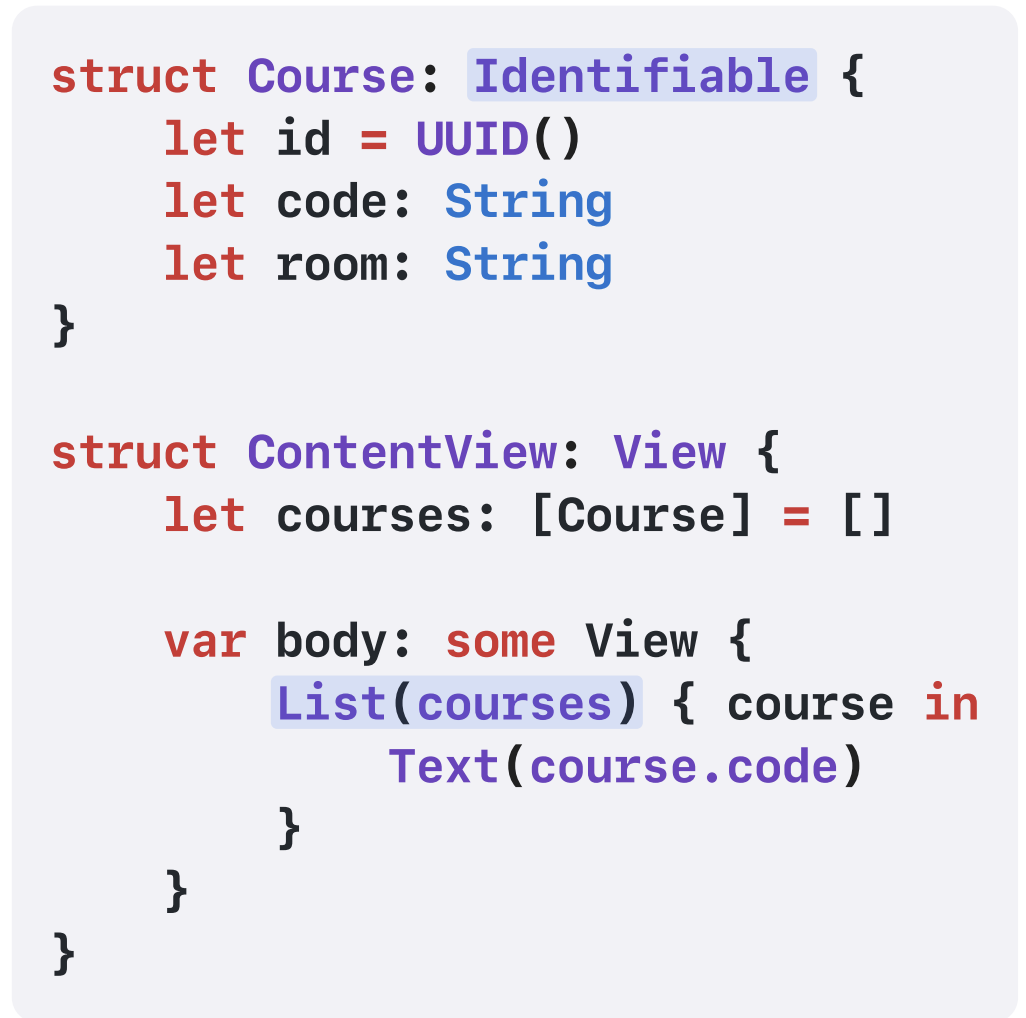 struct Course: Identifiable {
    let id = UUID()
    let code: String
    let room: String
}

struct ContentView: View {
    let courses: [Course] = []

    var body: some View {
        List(courses) { course in
            Text(course.code)
        }
    }
}